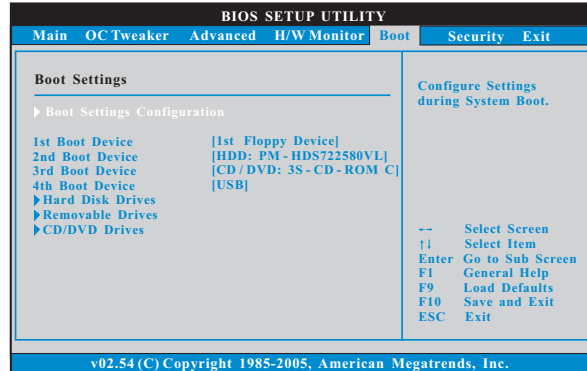 BIOS SETUP UTILITY
Main OC Tweaker Advanced H/W Monitor Boot Security Exit
Boot Settings
Boot Settings Configuration
1st Boot Device [1st Floppy Device]
2nd Boot Device [HDD: PM - HDS722580VL]
3rd Boot Device [CD / DVD: 3S - CD - ROM C]
4th Boot Device [USB]
Hard Disk Drives
Removable Drives
CD/DVD Drives
Configure Settings
during System Boot.
←→ Select Screen
↑↓ Select Item
Enter Go to Sub Screen
F1 General Help
F9 Load Defaults
F10 Save and Exit
ESC Exit
v02.54 (C) Copyright 1985-2005, American Megatrends, Inc.